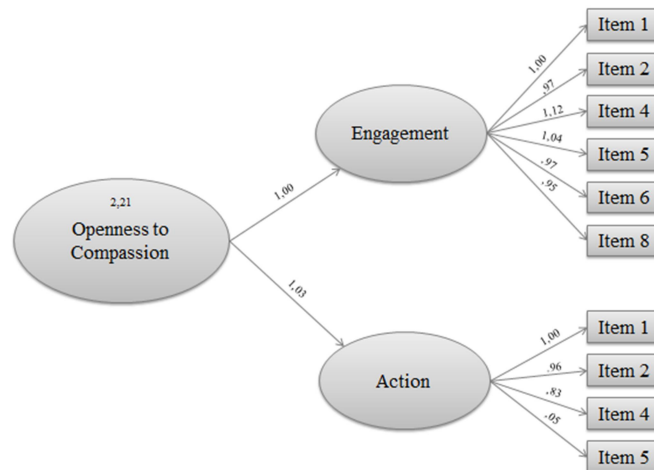 Item 1
1,00
Item 2
,97
Item 4
1,12
Engagement
1,04
Item 5
,97
Item 6
,95
Item 8
2,21
Openness to
Compassion
1,00
1,03
Item 1
1,00
Item 2
,96
Action
,83
Item 4
,05
Item 5